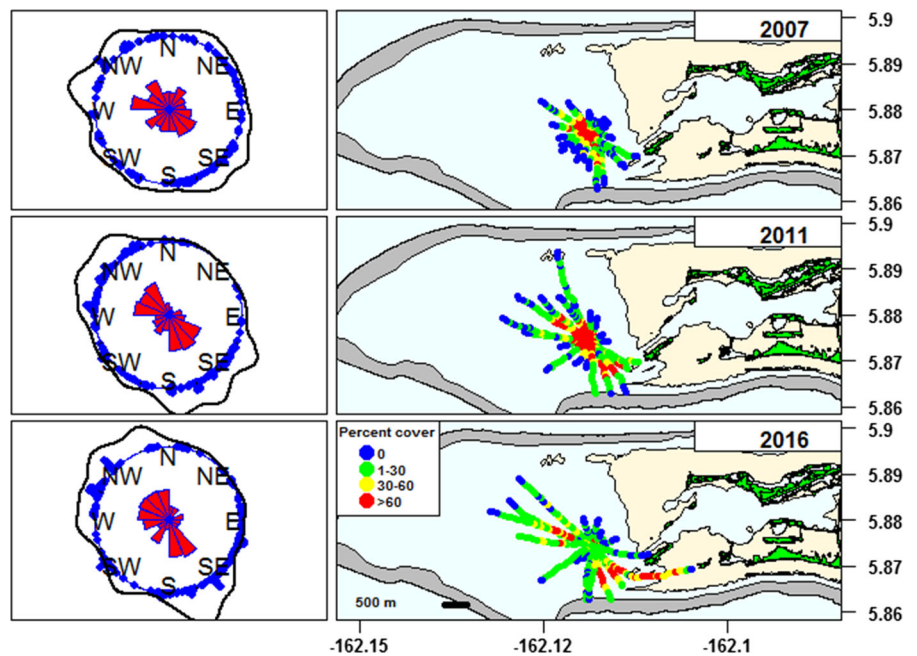 N
NW NE
W E
SW SE
S
2007
5.9
5.89
5.88
5.87
5.86
N
NW NE
W E
SW SE
S
2011
5.9
5.89
5.88
5.87
5.86
N
NW NE
W E
SW SE
S
Percent cover
0
1-30
30-60
>60
500 m
2016
5.9
5.89
5.88
5.87
5.86
-162.15 -162.12 -162.1